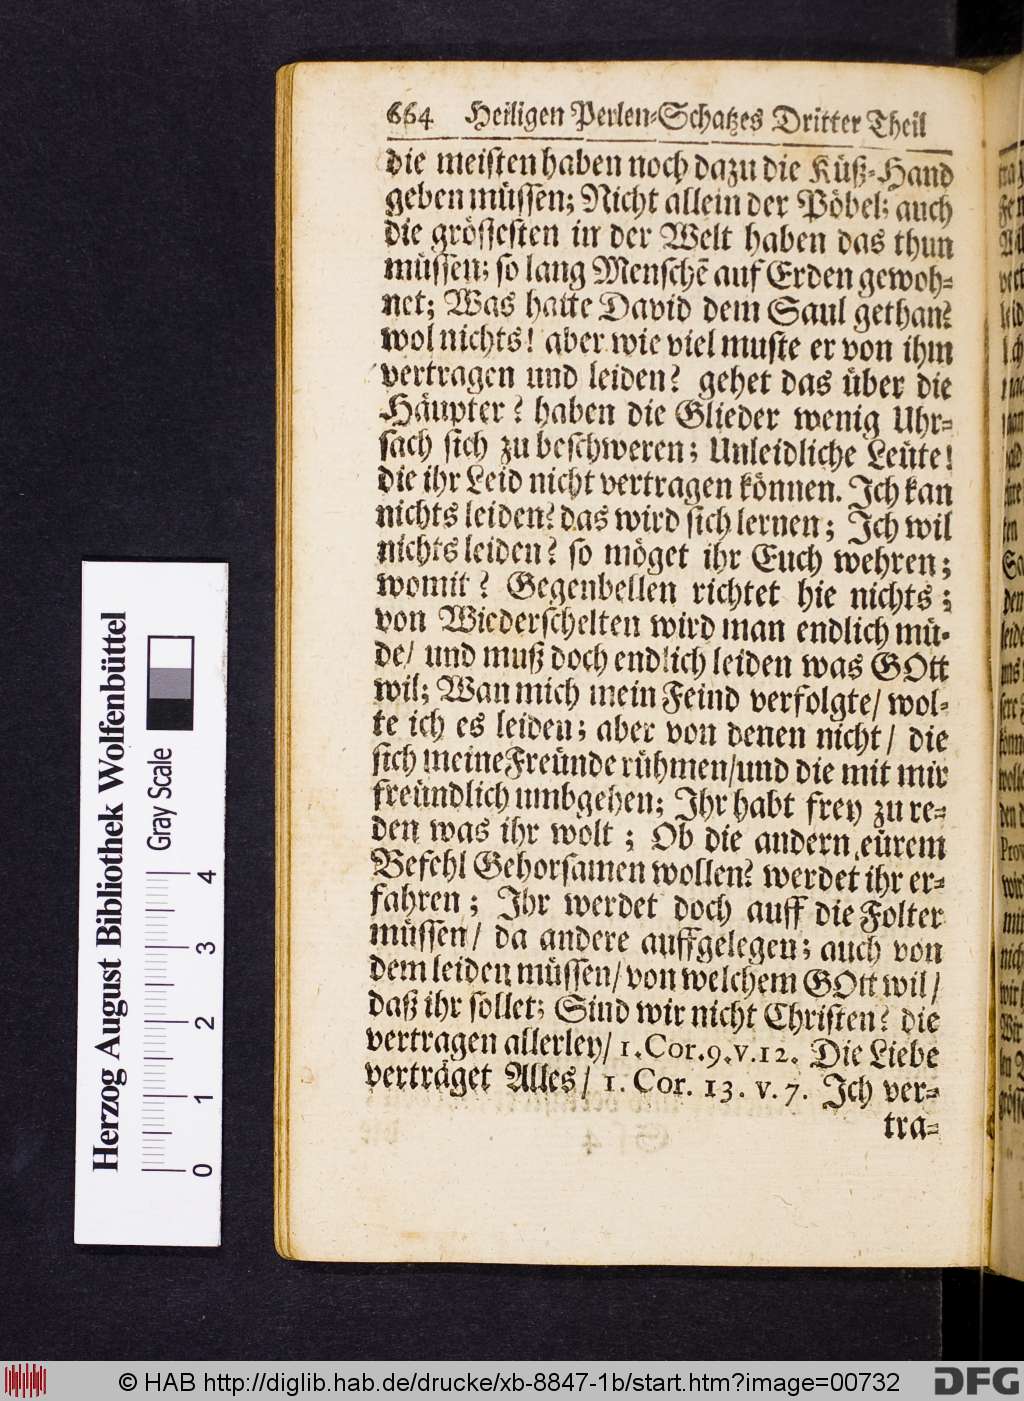 664 Heiligen Perlen-Schatzes Dritter Theil
die meisten haben noch dazu die Küß-Hand
geben müssen; Nicht allein der Pöbel; auch
die grössesten in der Welt haben das thun
müssen; so lang Menschē auf Erden gewoh-
net; Was hatte David dem Saul gethan?
wol nichts! aber wie viel muste er von ihm
vertragen und leiden? gehet das über die
Häupter? haben die Glieder wenig Uhr-
sach sich zu beschweren; Unleidliche Leüte!
die ihr Leid nicht vertragen können. Ich kan
nichts leiden? das wird sich lernen; Ich wil
nichts leiden? so möget ihr Euch wehren;
womit? Gegenbellen richtet hie nichts;
von Wiederschelten wird man endlich mü-
de/ und muß doch endlich leiden was GOtt
wil; Wan mich mein Feind verfolgte/ wol-
te ich es leiden; aber von denen nicht/ die
sich meine Freünde rühmen/ und die mit mir
freündlich umbgehen; Ihr habt frey zu re-
den was ihr wolt; Ob die andern eürem
Befehl Gehorsamen wollen? werdet ihr er-
fahren; Ihr werdet doch auff die Folter
müssen/ da andere auffgelegen; auch von
dem leiden müssen/ von welchem GOtt wil/
daß ihr sollet; Sind wir nicht Christen? die
vertragen allerley/ 1. Cor. 9. v. 12. Die Liebe
verträget Alles/ 1. Cor. 13. v. 7. Ich ver-
tra-
Herzog August Bibliothek Wolfenbüttel
Gray Scale
0 1 2 3 4
© HAB http://diglib.hab.de/drucke/xb-8847-1b/start.htm?image=00732
DFG